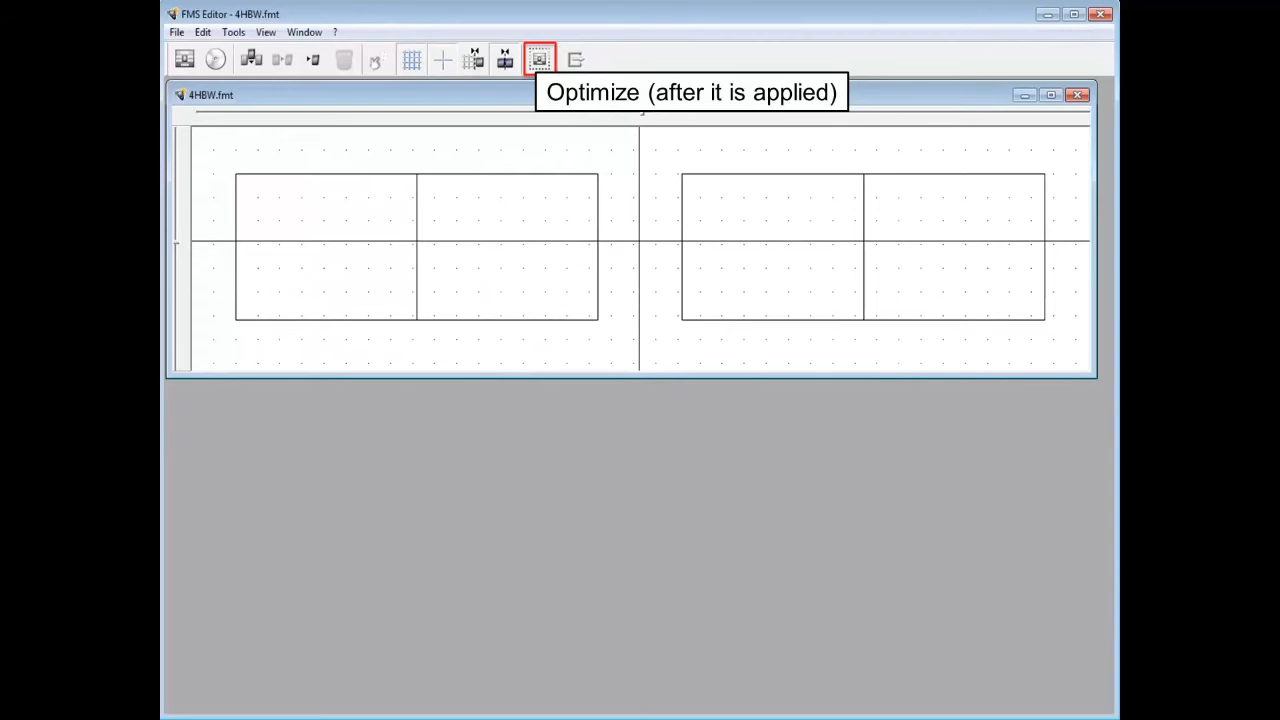 FMS Editor - 4HBW.fmt
File Edit Tools View Window ?
Optimize (after it is applied)
4HBW.fmt